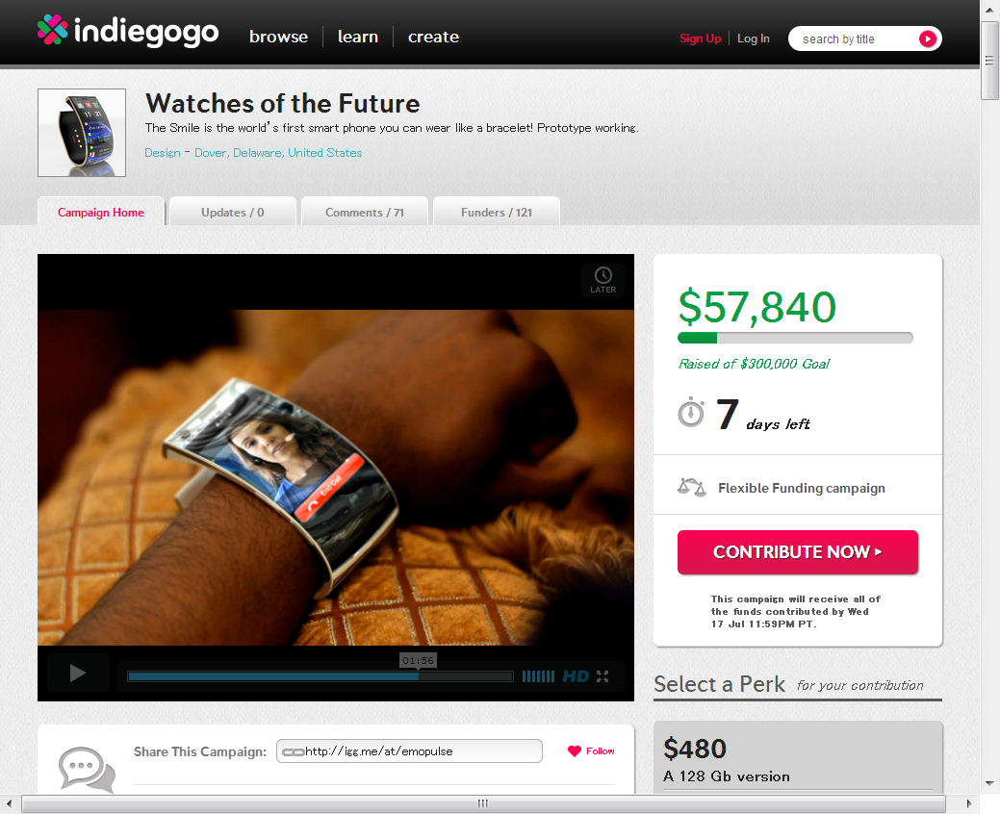 indiegogo
browse
learn
create
Sign Up
Log In
search by title
Watches of the Future
The Smile is the world's first smart phone you can wear like a bracelet! Prototype working.
Design - Dover, Delaware, United States
Campaign Home
Updates / 0
Comments / 71
Funders / 121
LATER
End Call
01:56
HD
$57,840
Raised of $300,000 Goal
7 days left
Flexible Funding campaign
CONTRIBUTE NOW
This campaign will receive all of
the funds contributed by Wed
17 Jul 11:59PM PT.
Select a Perk for your contribution
$480
A 128 Gb version
Share This Campaign:
http://igg.me/at/emopulse
Follow